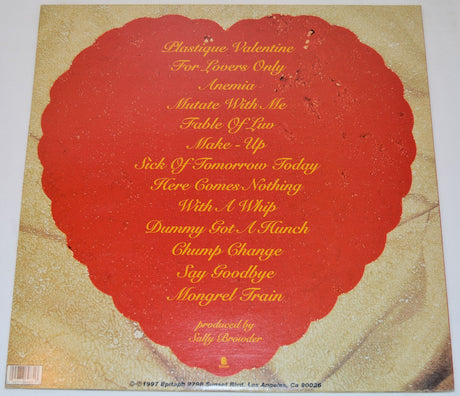 Plastique Valentine
For Lovers Only
Anemia
Mutate With Me
Fable Of Luv
Make-Up
Sick Of Tomorrow Today
Here Comes Nothing
With A Whip
Dummy Got A Hunch
Chump Change
Say Goodbye
Mongrel Train
produced by
Sally Browder
©℗1997 Epitaph 2798 Sunset Blvd. Los Angeles, Ca 90026